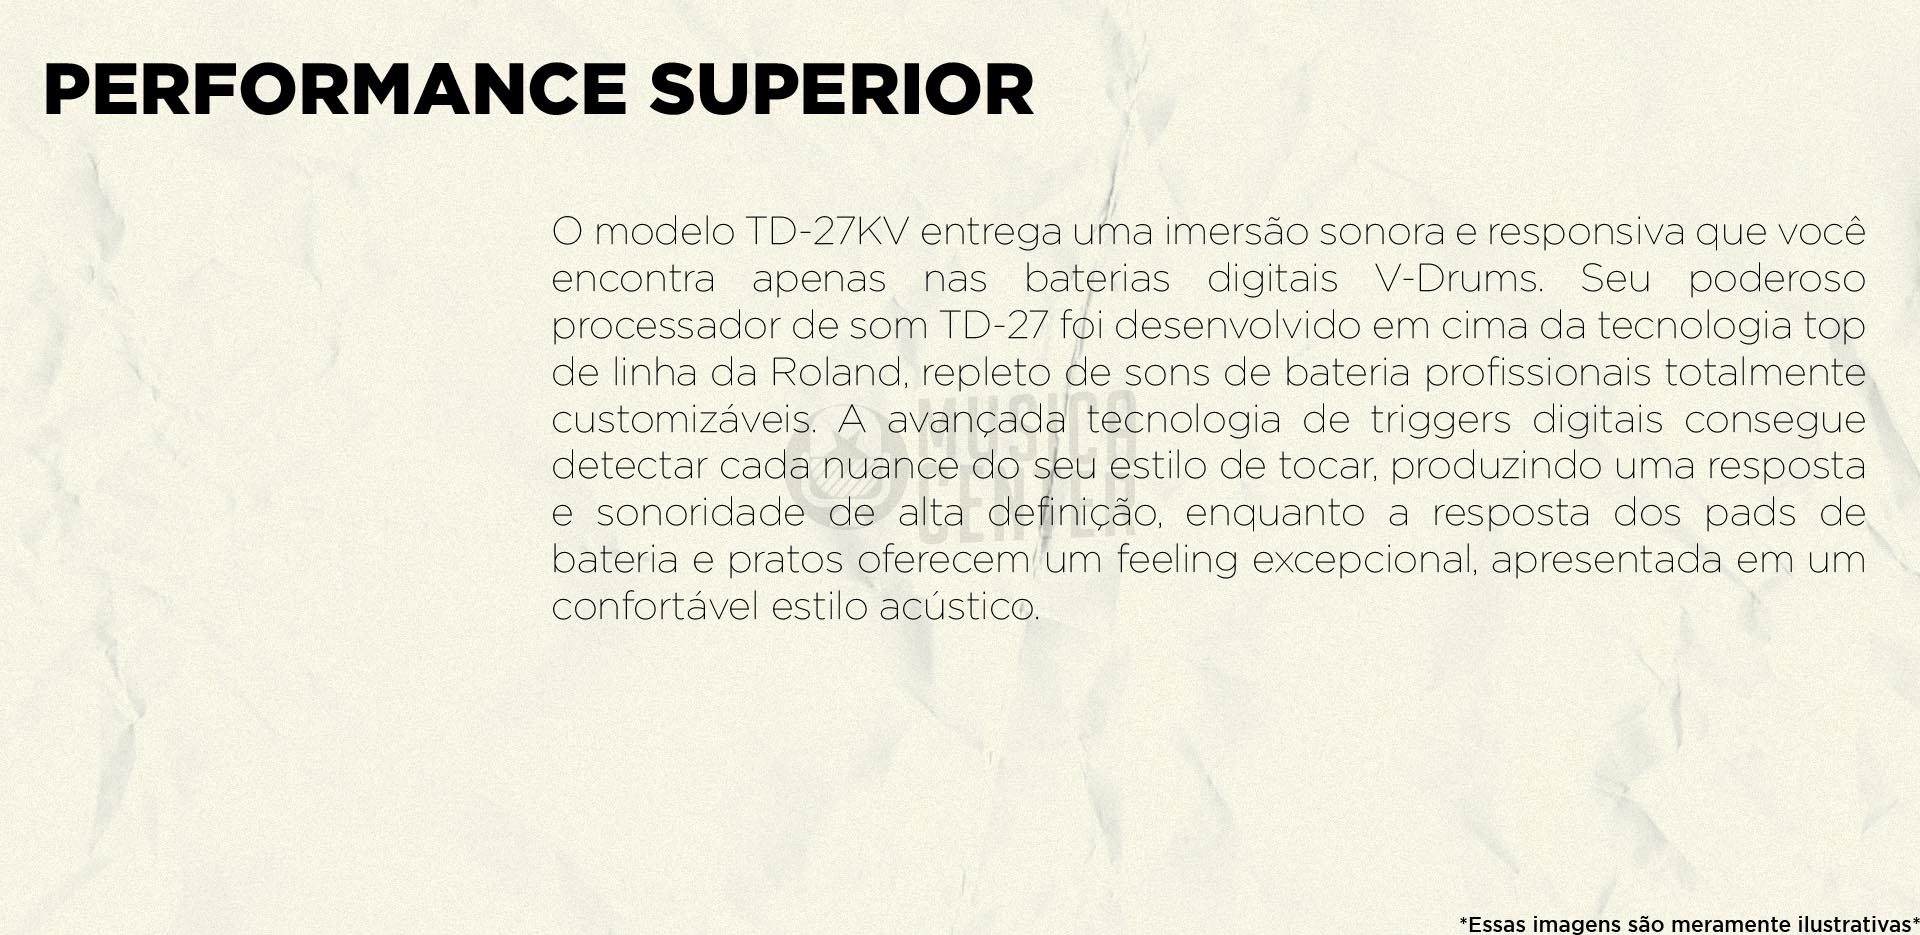 PERFORMANCE SUPERIOR
O modelo TD-27KV entrega uma imersão sonora e responsiva que você
encontra apenas nas baterias digitais V-Drums. Seu poderoso
processador de som TD-27 foi desenvolvido em cima da tecnologia top
de linha da Roland, repleto de sons de bateria profissionais totalmente
customizáveis. A avançada tecnologia de triggers digitais consegue
detectar cada nuance do seu estilo de tocar, produzindo uma resposta
e sonoridade de alta definição, enquanto a resposta dos pads de
bateria e pratos oferecem um feeling excepcional, apresentada em um
confortável estilo acústico.
MUSICA
CENTER
*Essas imagens são meramente ilustrativas*